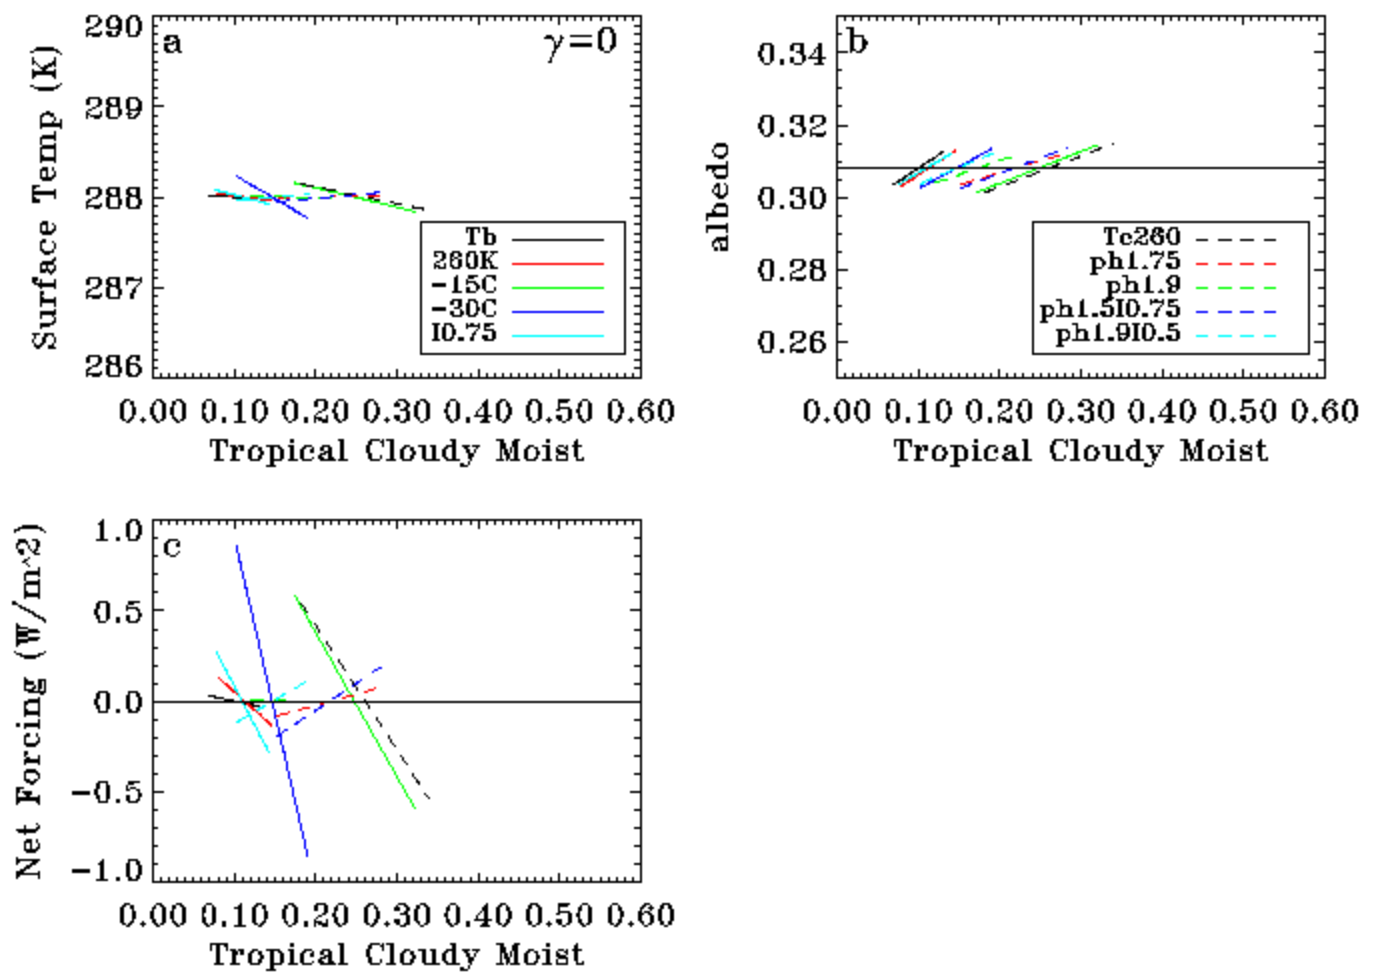 a
γ=0
290
289
288
287
286
Surface Temp (K)
Tb
260K
-15C
-30C
I0.75
0.00 0.10 0.20 0.30 0.40 0.50 0.60
Tropical Cloudy Moist
b
0.34
0.32
0.30
0.28
0.26
albedo
Tc260
ph1.75
ph1.9
ph1.5I0.75
ph1.9I0.5
0.00 0.10 0.20 0.30 0.40 0.50 0.60
Tropical Cloudy Moist
c
1.0
0.5
0.0
-0.5
-1.0
Net Forcing (W/m^2)
0.00 0.10 0.20 0.30 0.40 0.50 0.60
Tropical Cloudy Moist